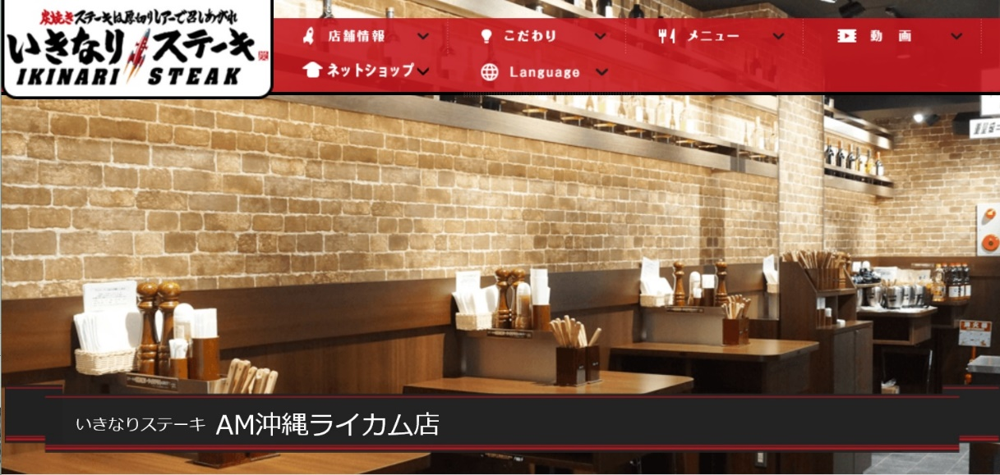 炭焼きステーキは厚切りレアーで召しあがれ
いきなりステーキ
IKINARI STEAK
店舗情報
こだわり
メニュー
動 画
ネットショップ
Language
いきなりステーキ AM沖縄ライカム店